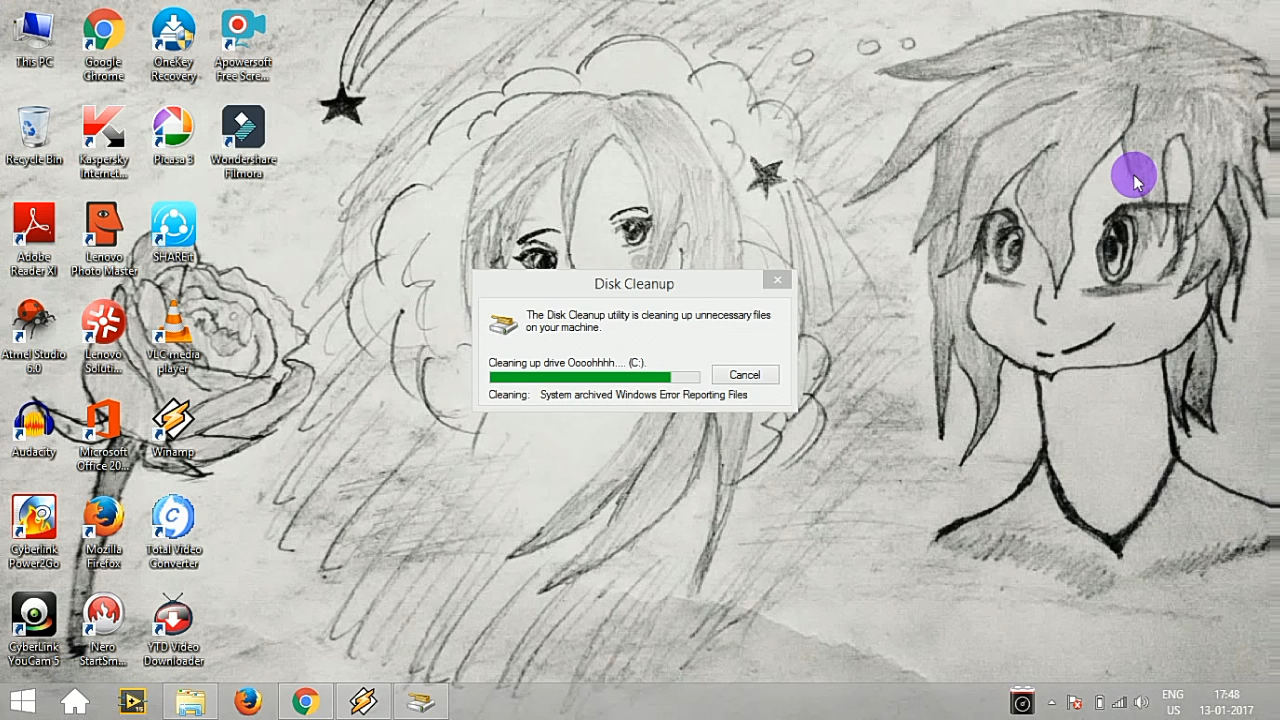 This PC
Google
Chrome
OneKey
Recovery
Apowersoft
Free Scre...
Recycle Bin
Kaspersky
Internet...
Picasa 3
Wondershare
Filmora
Adobe
Reader XI
Lenovo
Photo Master
SHAREit
Atmel Studio
6.0
Lenovo
Soluti...
VLC media
player
Audacity
Microsoft
Office 20...
Winamp
Cyberlink
Power2Go
Mozilla
Firefox
Total Video
Converter
CyberLink
YouCam 5
Nero
StartSm...
YTD Video
Downloader
Disk Cleanup
The Disk Cleanup utility is cleaning up unnecessary files
on your machine.
Cleaning up drive Oooohhhh.... (C:).
Cancel
Cleaning: System archived Windows Error Reporting Files
ENG
US
17:48
13-01-2017